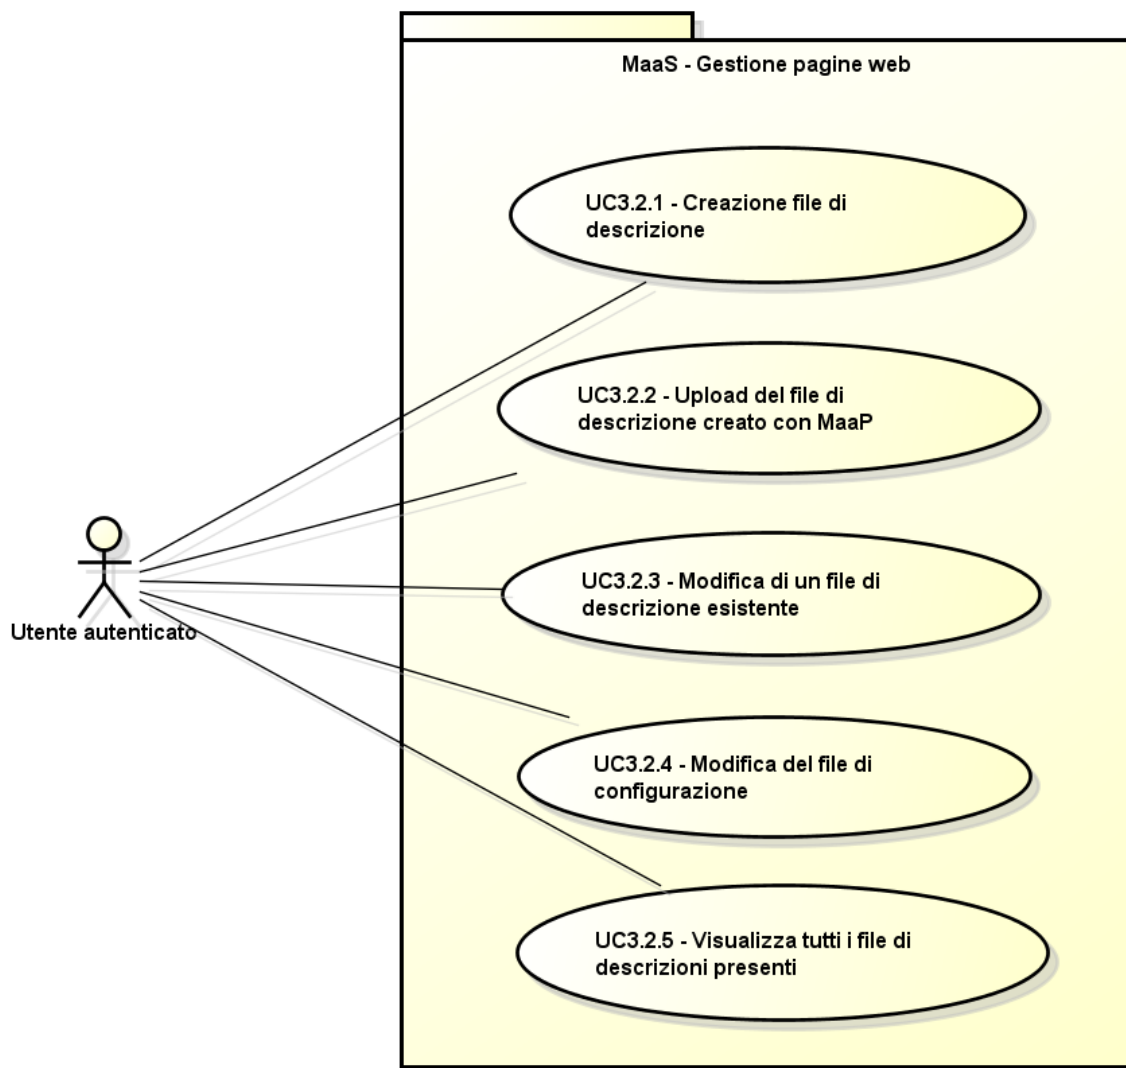 MaaS - Gestione pagine web
UC3.2.1 - Creazione file di
descrizione
UC3.2.2 - Upload del file di
descrizione creato con MaaP
UC3.2.3 - Modifica di un file di
descrizione esistente
Utente autenticato
UC3.2.4 - Modifica del file di
configurazione
UC3.2.5 - Visualizza tutti i file di
descrizioni presenti